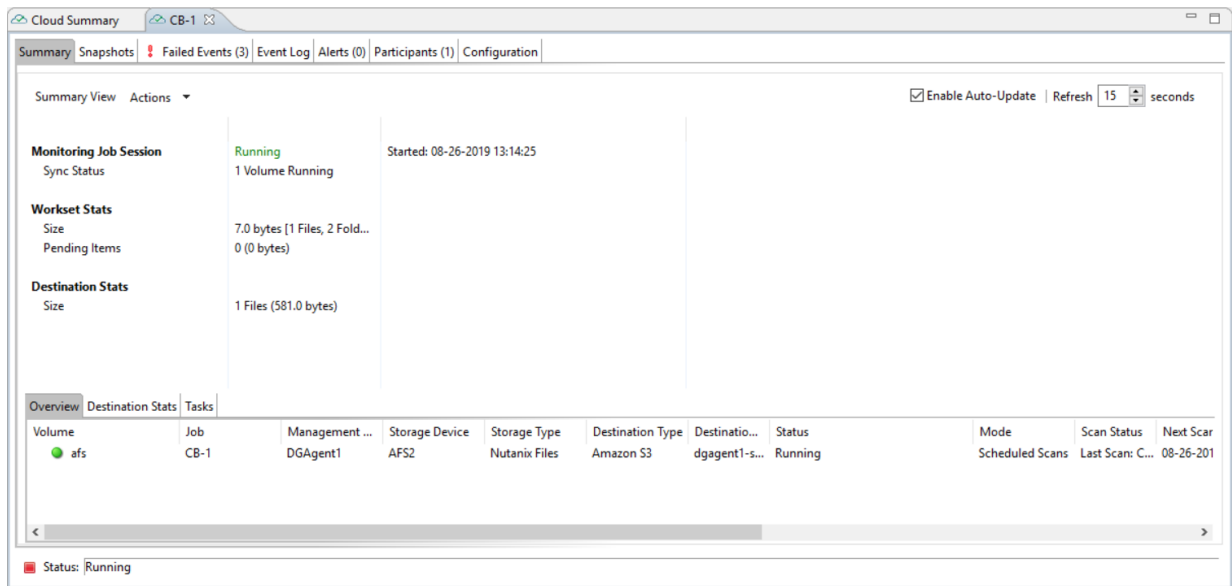 Cloud Summary CB-1
Summary Snapshots Failed Events (3) Event Log Alerts (0) Participants (1) Configuration
Summary View Actions Enable Auto-Update Refresh 15 seconds
Monitoring Job Session Running Started: 08-26-2019 13:14:25
Sync Status 1 Volume Running
Workset Stats
Size 7.0 bytes [1 Files, 2 Fold...
Pending Items 0 (0 bytes)
Destination Stats
Size 1 Files (581.0 bytes)
Overview Destination Stats Tasks
Volume Job Management ... Storage Device Storage Type Destination Type Destinatio... Status Mode Scan Status Next Scar
afs CB-1 DGAgent1 AFS2 Nutanix Files Amazon S3 dgagent1-s... Running Scheduled Scans Last Scan: C... 08-26-201
Status: Running